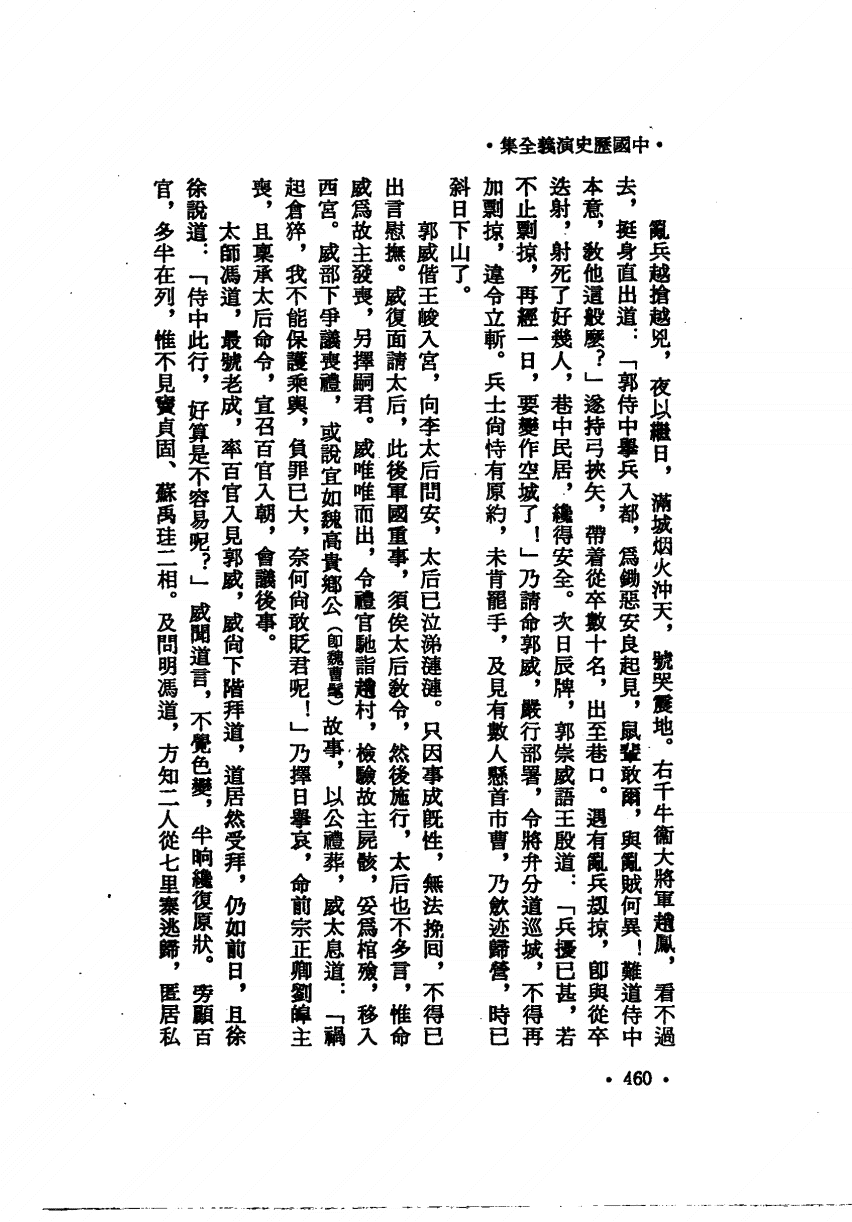 •中國歷史演義全集•
亂兵越搶越兇，夜以繼日，滿城烟火沖天，號哭震地。右千牛衞大將軍趙鳳，看不過
去，挺身直出道：「郭侍中舉兵入都，爲鋤惡安良起見，鼠輩敢爾，與亂賊何異！難道侍中
本意，敎他這般麼？」遂持弓挾矢，帶着從卒數十名，出至巷口。遇有亂兵刼掠，卽與從卒
迭射，射死了好幾人，巷中民居，纔得安全。次日辰牌，郭崇威語王殷道：「兵擾已甚，若
不止剽掠，再經一日，要變作空城了！」乃請命郭威，嚴行部署，令將弁分道巡城，不得再
加剽掠，違令立斬。兵士尙恃有原約，未肯罷手，及見有數人懸首市曹，乃歛迹歸營，時已
斜日下山了。
郭威偕王峻入宮，向李太后問安，太后已泣涕漣漣。只因事成旣往，無法挽回，不得已
出言慰撫。威復面請太后，此後軍國重事，須俟太后敎令，然後施行，太后也不多言，惟命
威爲故主發喪，另擇嗣君。威唯唯而出，令禮官馳詣趙村，檢驗故主屍骸，妥爲棺殮，移入
西宮。威部下爭議喪禮，或說宜如魏高貴鄉公（卽魏曹髦）故事，以公禮葬，威太息道：「禍
起倉猝，我不能保護乘輿，負罪已大，奈何尙敢貶君呢！」乃擇日舉哀，命前宗正卿劉皞主
喪，且稟承太后命令，宣召百官入朝，會議後事。
太師馮道，最號老成，率百官入見郭威，威尙下階拜道，道居然受拜，仍如前日，且徐
徐說道：「侍中此行，好算是不容易呢？」威聞道言，不覺色變，半晌纔復原狀。旁顧百
官，多半在列，惟不見竇貞固、蘇禹珪二相。及問明馮道，方知二人從七里寨逃歸，匿居私
•460•